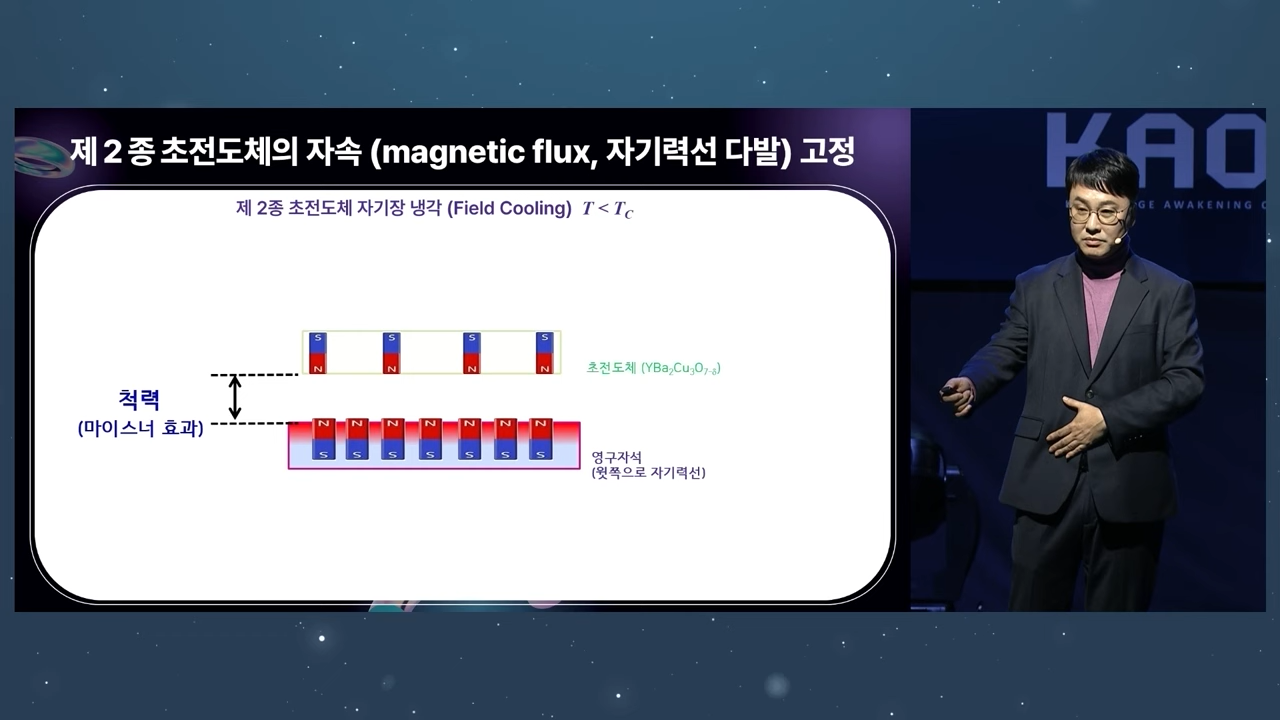 제 2 종 초전도체의 자속 (magnetic flux, 자기력선 다발) 고정
제 2종 초전도체 자기장 냉각 (Field Cooling) T < T_C
S S S S
N N N N
초전도체 (YBa₂Cu₃O₇₋δ)
척력
(마이스너 효과)
N N N N N N N
S S S S S S S
영구자석
(윗쪽으로 자기력선)
KAO
GE AWAKENING